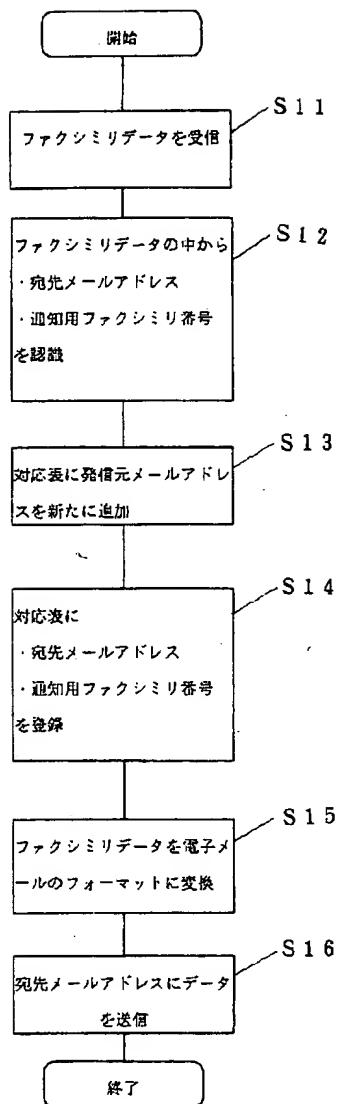 開始
S11
ファクシミリデータを受信
S12
ファクシミリデータの中から
・宛先メールアドレス
・通知用ファクシミリ番号
を認識
S13
対応表に発信元メールアドレ
スを新たに追加
S14
対応表に
・宛先メールアドレス
・通知用ファクシミリ番号
を登録
S15
ファクシミリデータを電子メ
ールのフォーマットに変換
S16
宛先メールアドレスにデータ
を送信
終了